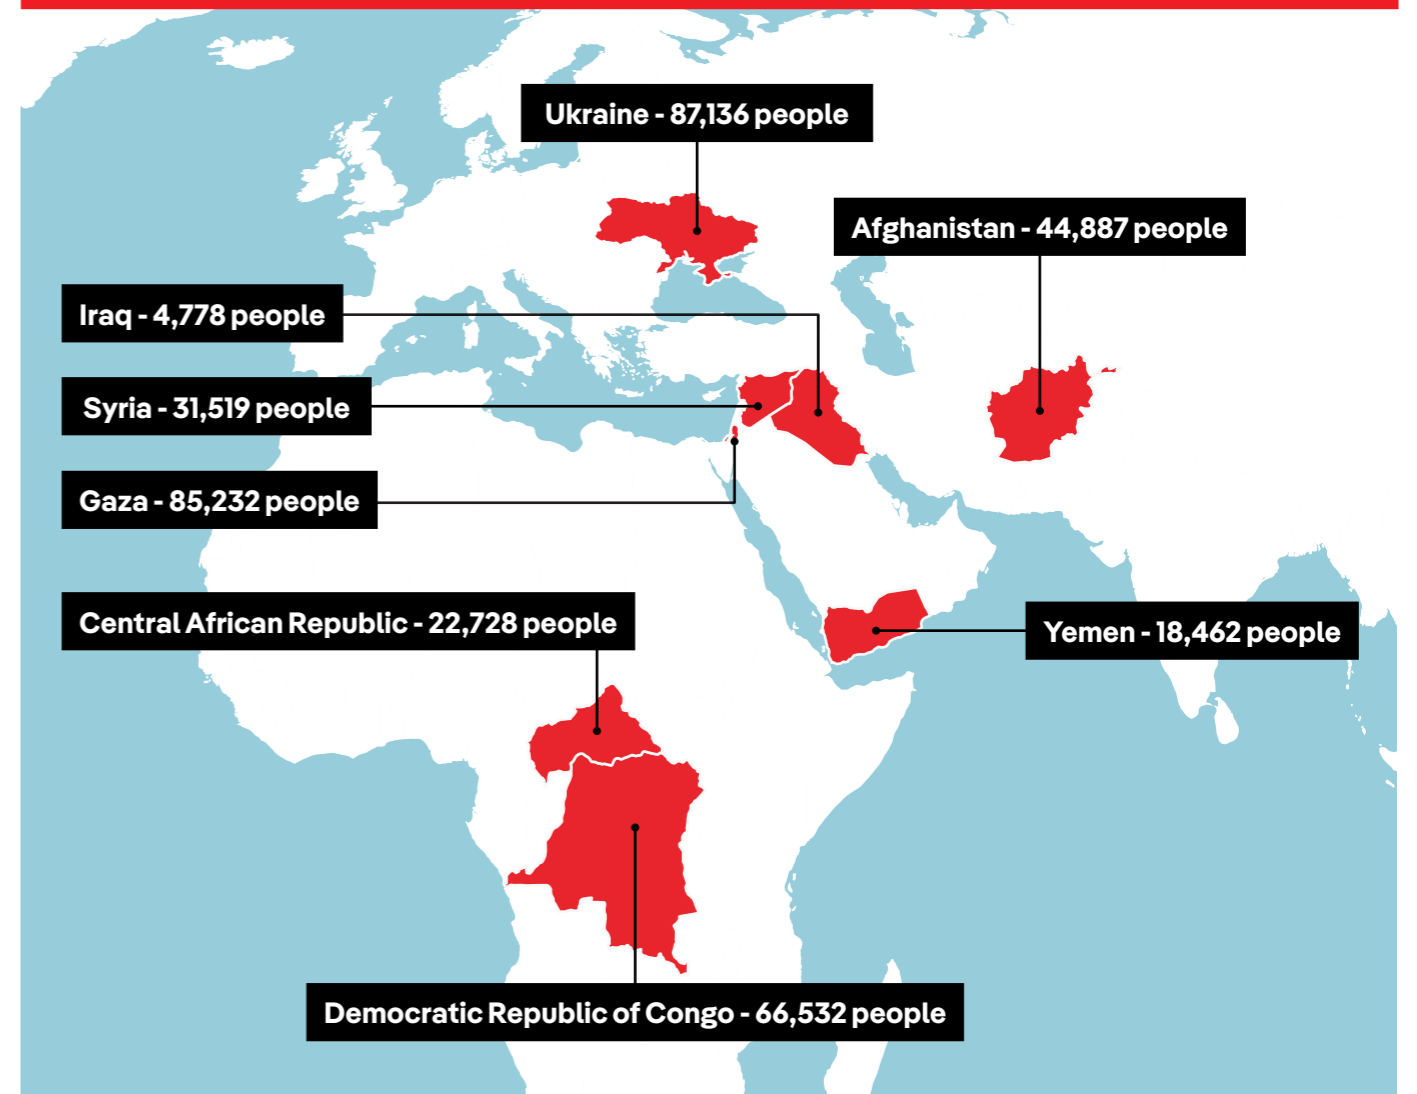 Ukraine - 87,136 people
Afghanistan - 44,887 people
Iraq - 4,778 people
Syria - 31,519 people
Gaza - 85,232 people
Central African Republic - 22,728 people
Yemen - 18,462 people
Democratic Republic of Congo - 66,532 people